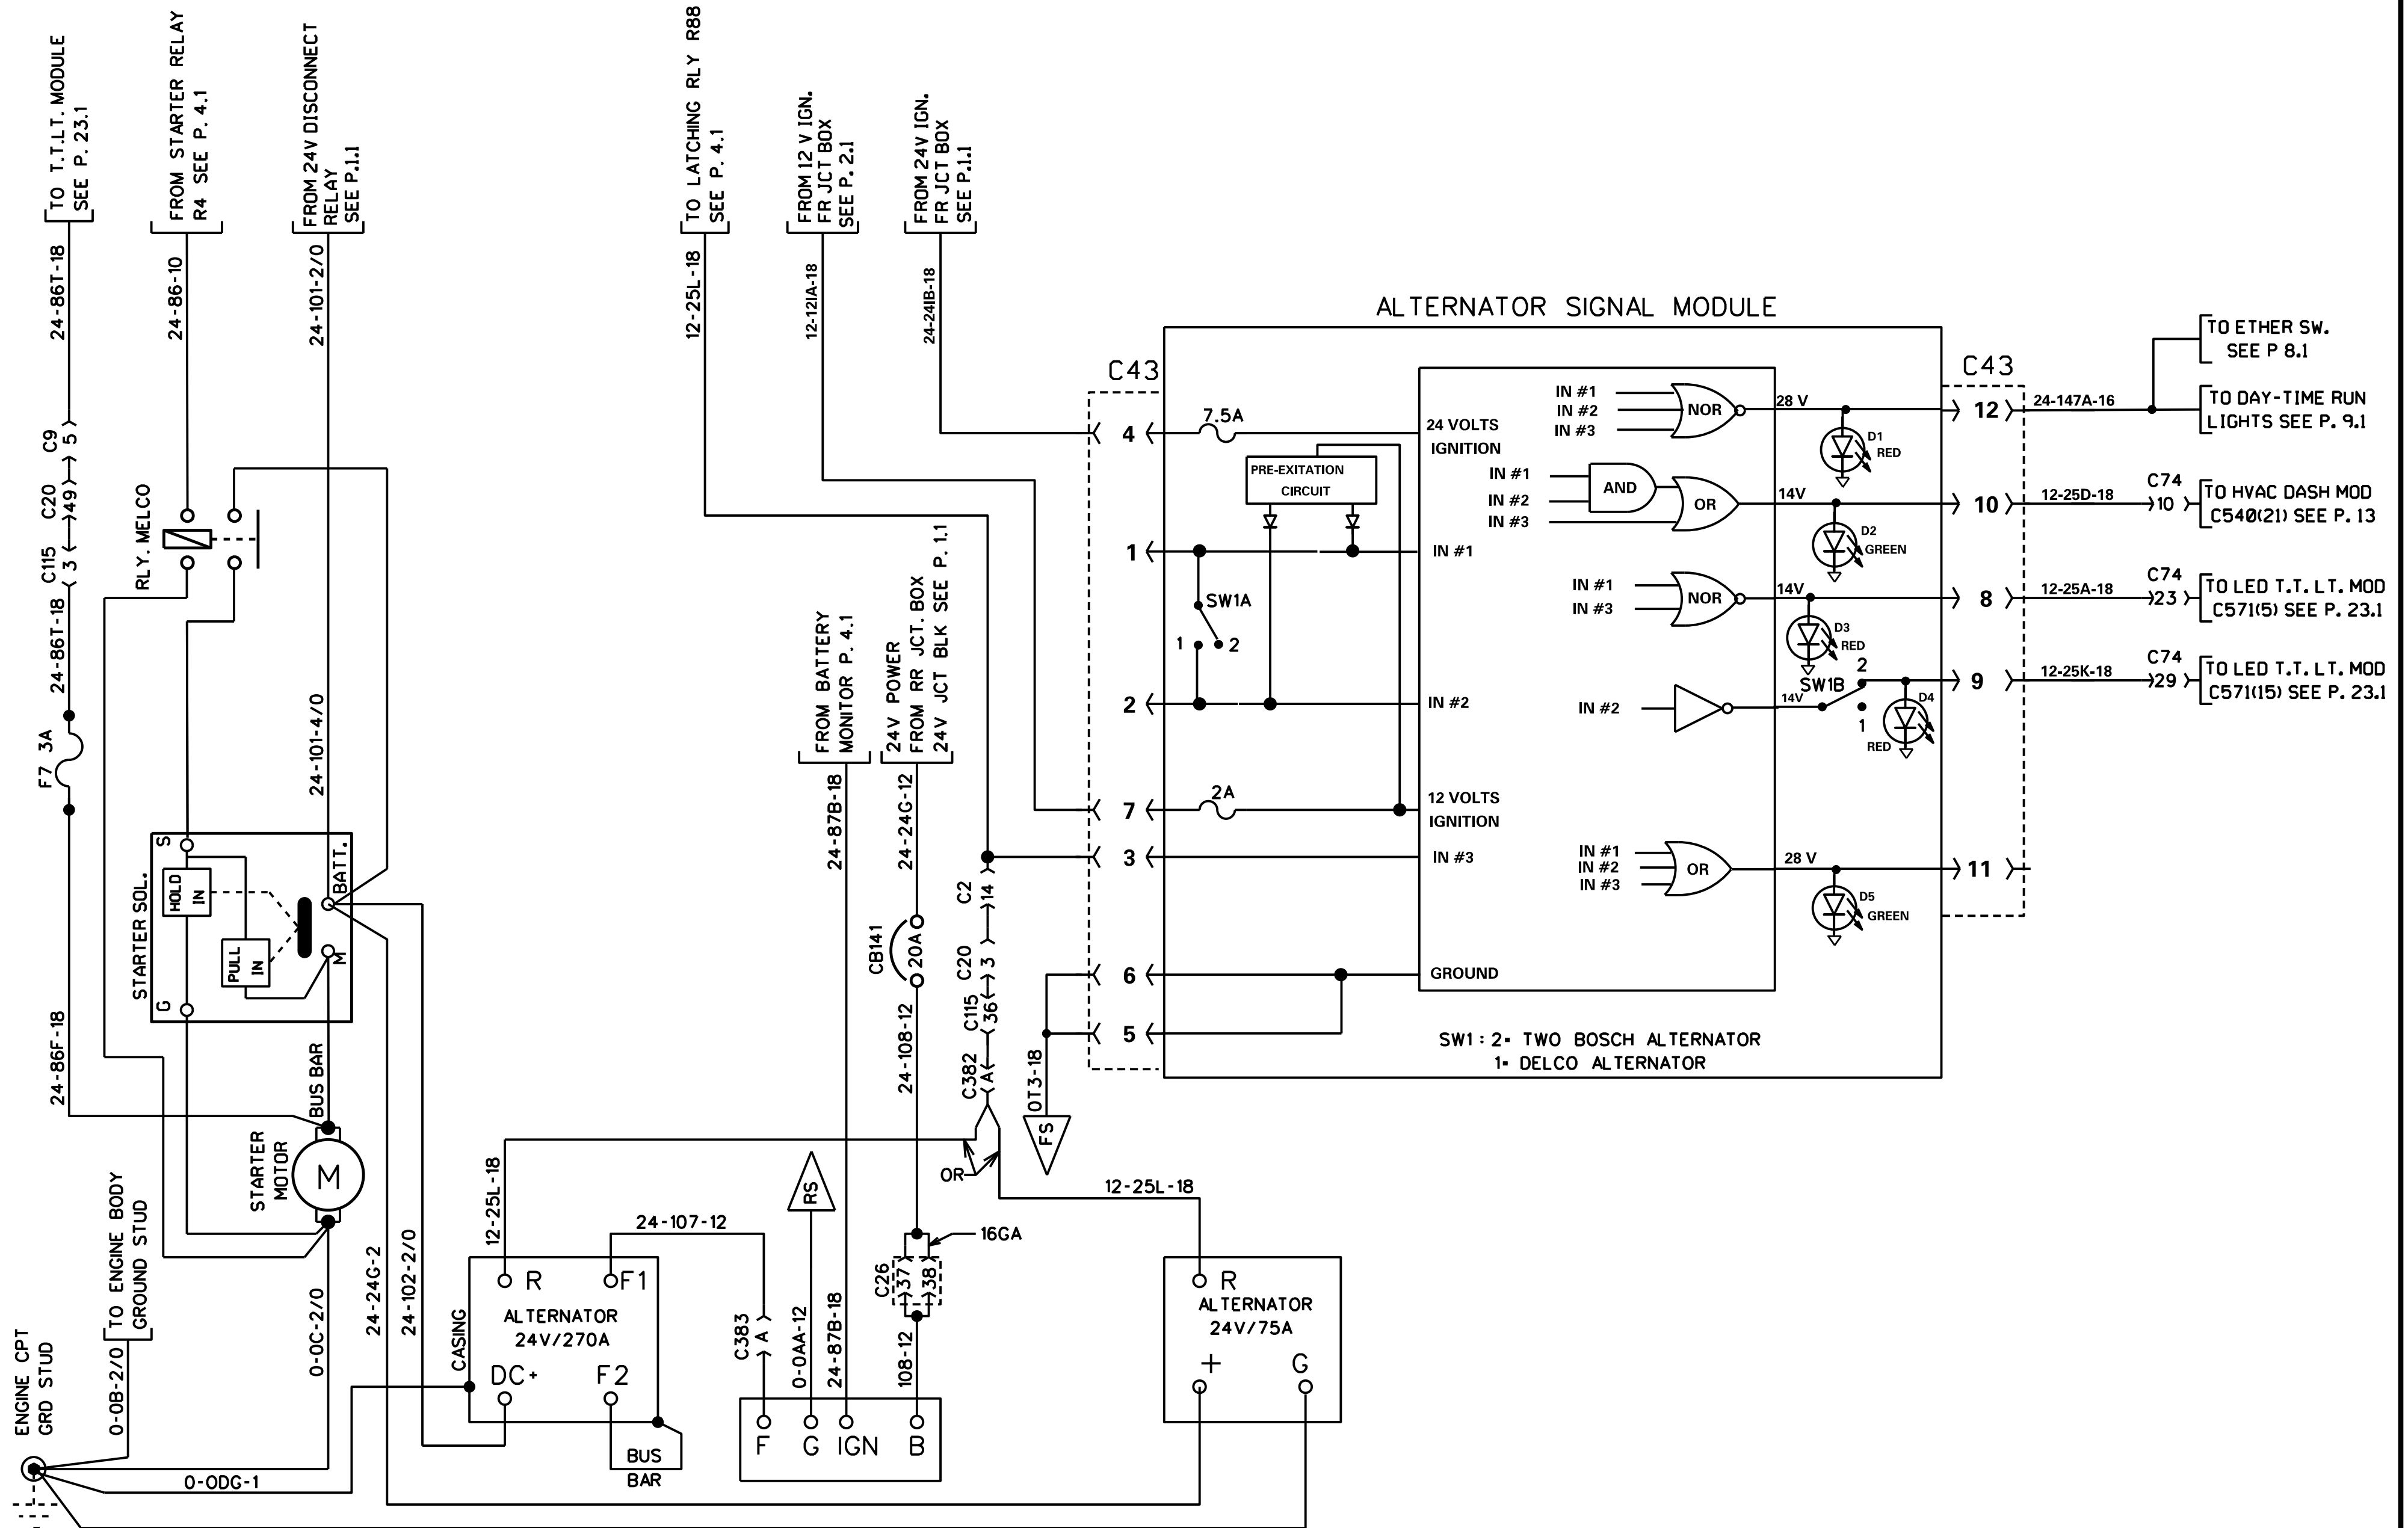 TO T.T.LT. MODULE
SEE P. 23.1
FROM STARTER RELAY
R4 SEE P. 4.1
FROM 24V DISCONNECT
RELAY
SEE P.1.1
TO LATCHING RLY R88
SEE P. 4.1
FROM 12 V IGN.
FR JCT BOX
SEE P. 2.1
FROM 24V IGN.
FR JCT BOX
SEE P.1.1
24-86T-18
24-86-10
24-101-2/0
12-25L-18
12-12IA-18
24-24IB-18
C9
5
C20
49
C115
3
24-86T-18
F7 3A
24-86F-18
RLY. MELCO
24-101-4/0
STARTER SOL.
S
HOLD
IN
PULL
IN
G
BATT.
M
BUS BAR
STARTER
MOTOR
M
TO ENGINE BODY
GROUND STUD
ENGINE CPT
GRD STUD
0-0B-2/0
0-0C-2/0
0-0DG-1
24-24G-2
24-102-2/0
FROM BATTERY
MONITOR P. 4.1
24V POWER
FROM RR JCT. BOX
24V JCT BLK SEE P. 1.1
24-87B-18
24-24G-12
CB141
20A
24-108-12
C2
14
C20
3
C115
36
C382
A
OR
0T3-18
FS
12-25L-18
12-25L-18
24-107-12
RS
16GA
C26
37
38
CASING
R
F1
ALTERNATOR
24V/270A
DC+
F2
BUS
BAR
C383
A
0-0AA-12
24-87B-18
108-12
F
G
IGN
B
R
ALTERNATOR
24V/75A
+
G
ALTERNATOR SIGNAL MODULE
C43
4
1
2
7
3
6
5
7.5A
PRE-EXITATION
CIRCUIT
SW1A
1
2
2A
24 VOLTS
IGNITION
IN #1
IN #2
12 VOLTS
IGNITION
IN #3
GROUND
IN #1
IN #2
IN #3
NOR
28 V
D1
RED
IN #1
IN #2
IN #3
AND
OR
14V
D2
GREEN
IN #1
IN #3
NOR
14V
D3
RED
IN #2
14V
SW1B
2
1
D4
RED
IN #1
IN #2
IN #3
OR
28 V
D5
GREEN
SW1 : 2= TWO BOSCH ALTERNATOR
1= DELCO ALTERNATOR
C43
12
10
8
9
11
24-147A-16
TO ETHER SW.
SEE P 8.1
TO DAY-TIME RUN
LIGHTS SEE P. 9.1
12-25D-18
C74
10
TO HVAC DASH MOD
C540(21) SEE P. 13
12-25A-18
C74
23
TO LED T.T. LT. MOD
C571(5) SEE P. 23.1
12-25K-18
C74
29
TO LED T.T. LT. MOD
C571(15) SEE P. 23.1